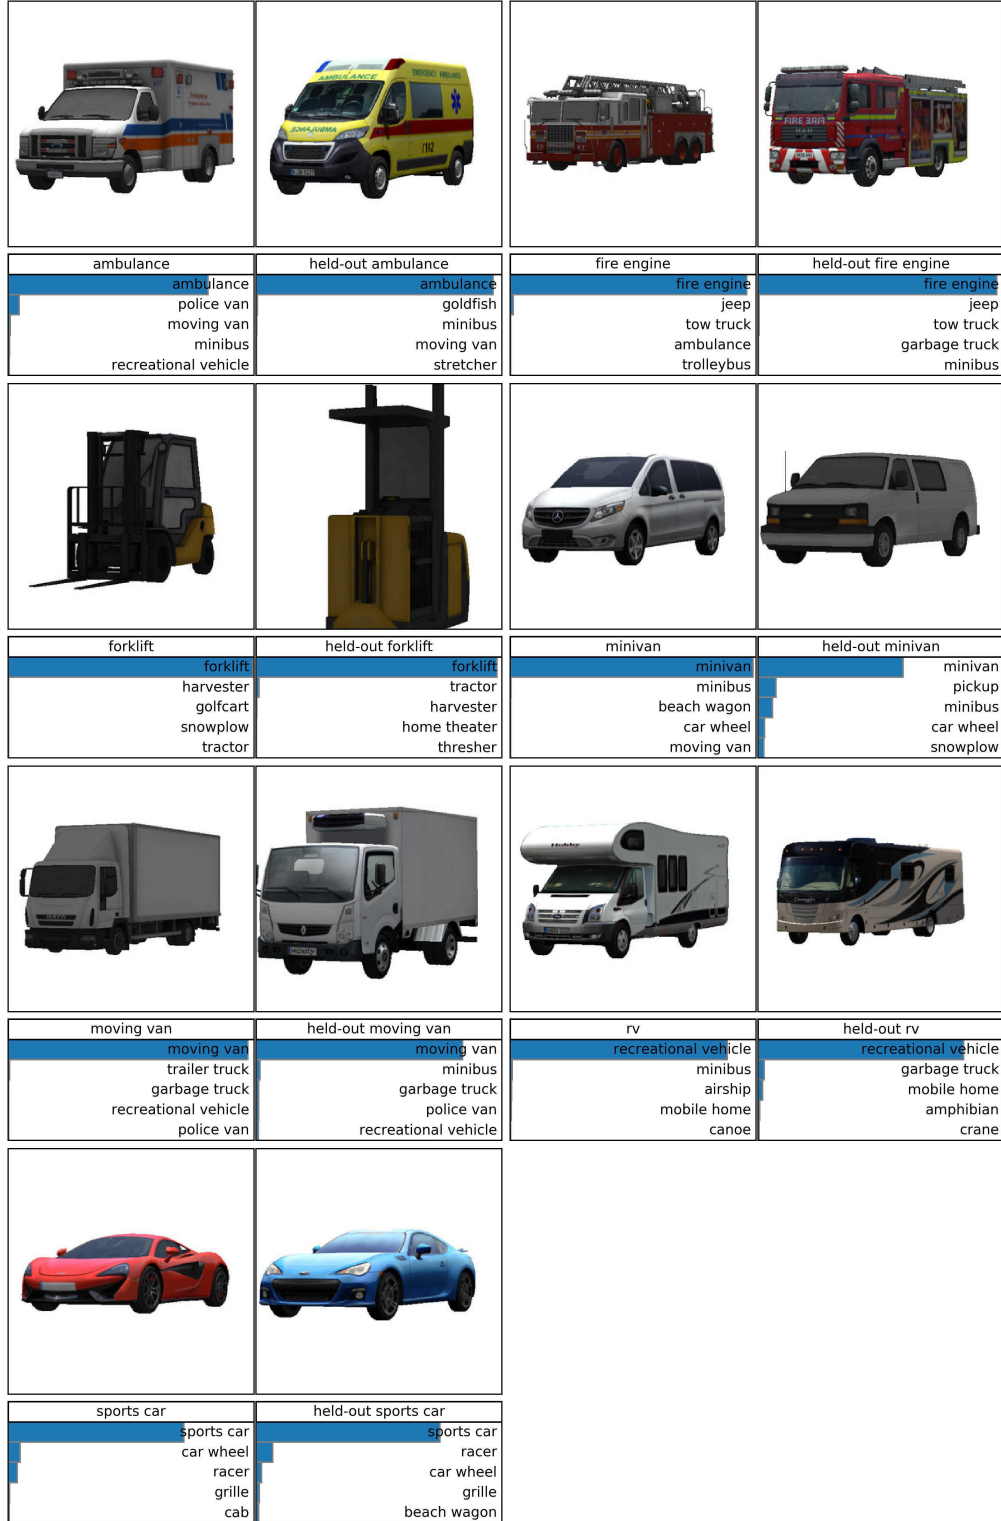 AMBULANCE
EMERGENCY AMBULANCE
112
FIRE
MAN
ambulance
ambulance
police van
moving van
minibus
recreational vehicle
held-out ambulance
ambulance
goldfish
minibus
moving van
stretcher
fire engine
fire engine
jeep
tow truck
ambulance
trolleybus
held-out fire engine
fire engine
jeep
tow truck
garbage truck
minibus
forklift
forklift
harvester
golfcart
snowplow
tractor
held-out forklift
forklift
tractor
harvester
home theater
thresher
minivan
minivan
minibus
beach wagon
car wheel
moving van
held-out minivan
minivan
pickup
minibus
car wheel
snowplow
Maxity
Hobby
moving van
moving van
trailer truck
garbage truck
recreational vehicle
police van
held-out moving van
moving van
minibus
garbage truck
police van
recreational vehicle
rv
recreational vehicle
minibus
airship
mobile home
canoe
held-out rv
recreational vehicle
garbage truck
mobile home
amphibian
crane
sports car
sports car
car wheel
racer
grille
cab
held-out sports car
sports car
racer
car wheel
grille
beach wagon